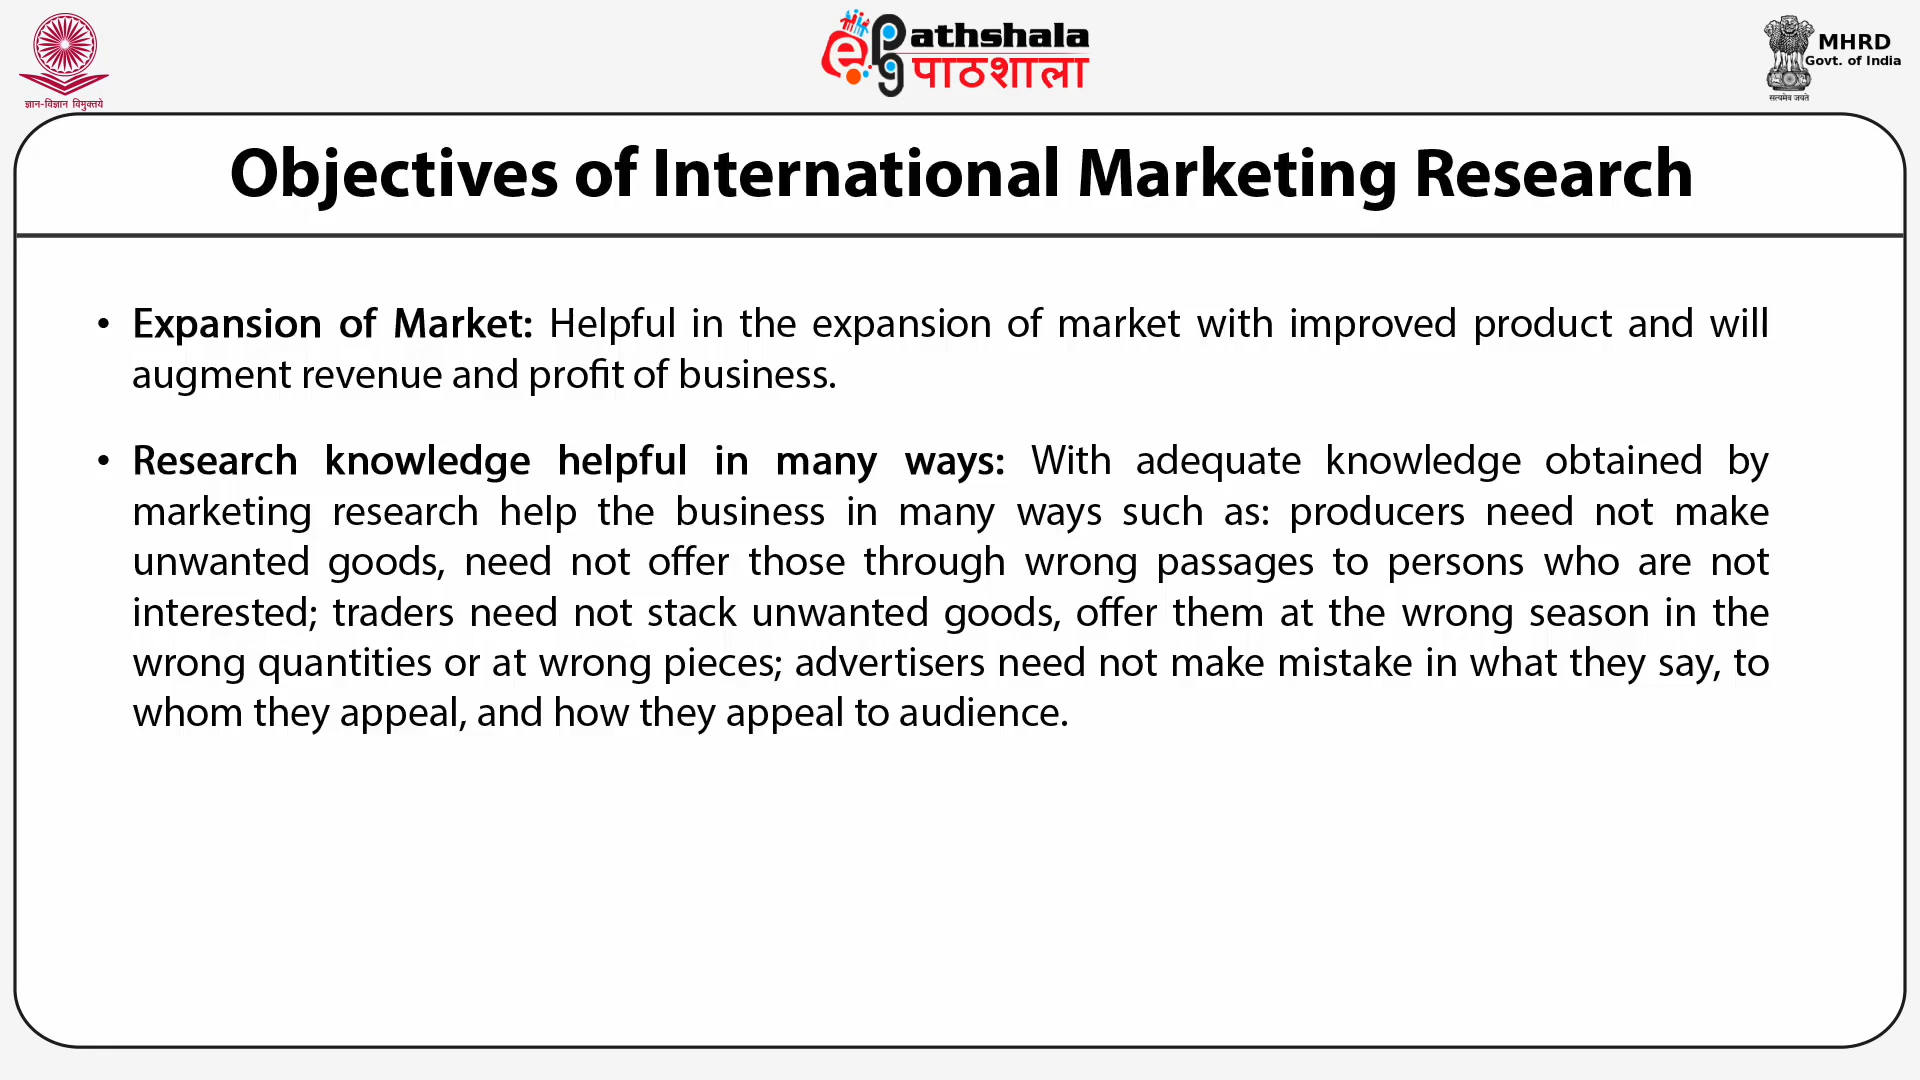 ज्ञान-विज्ञान विमुक्तये
e PG athshala
पाठशाला
MHRD
Govt. of India
सत्यमेव जयते
Objectives of International Marketing Research
• Expansion of Market: Helpful in the expansion of market with improved product and will
augment revenue and profit of business.
• Research knowledge helpful in many ways: With adequate knowledge obtained by
marketing research help the business in many ways such as: producers need not make
unwanted goods, need not offer those through wrong passages to persons who are not
interested; traders need not stack unwanted goods, offer them at the wrong season in the
wrong quantities or at wrong pieces; advertisers need not make mistake in what they say, to
whom they appeal, and how they appeal to audience.